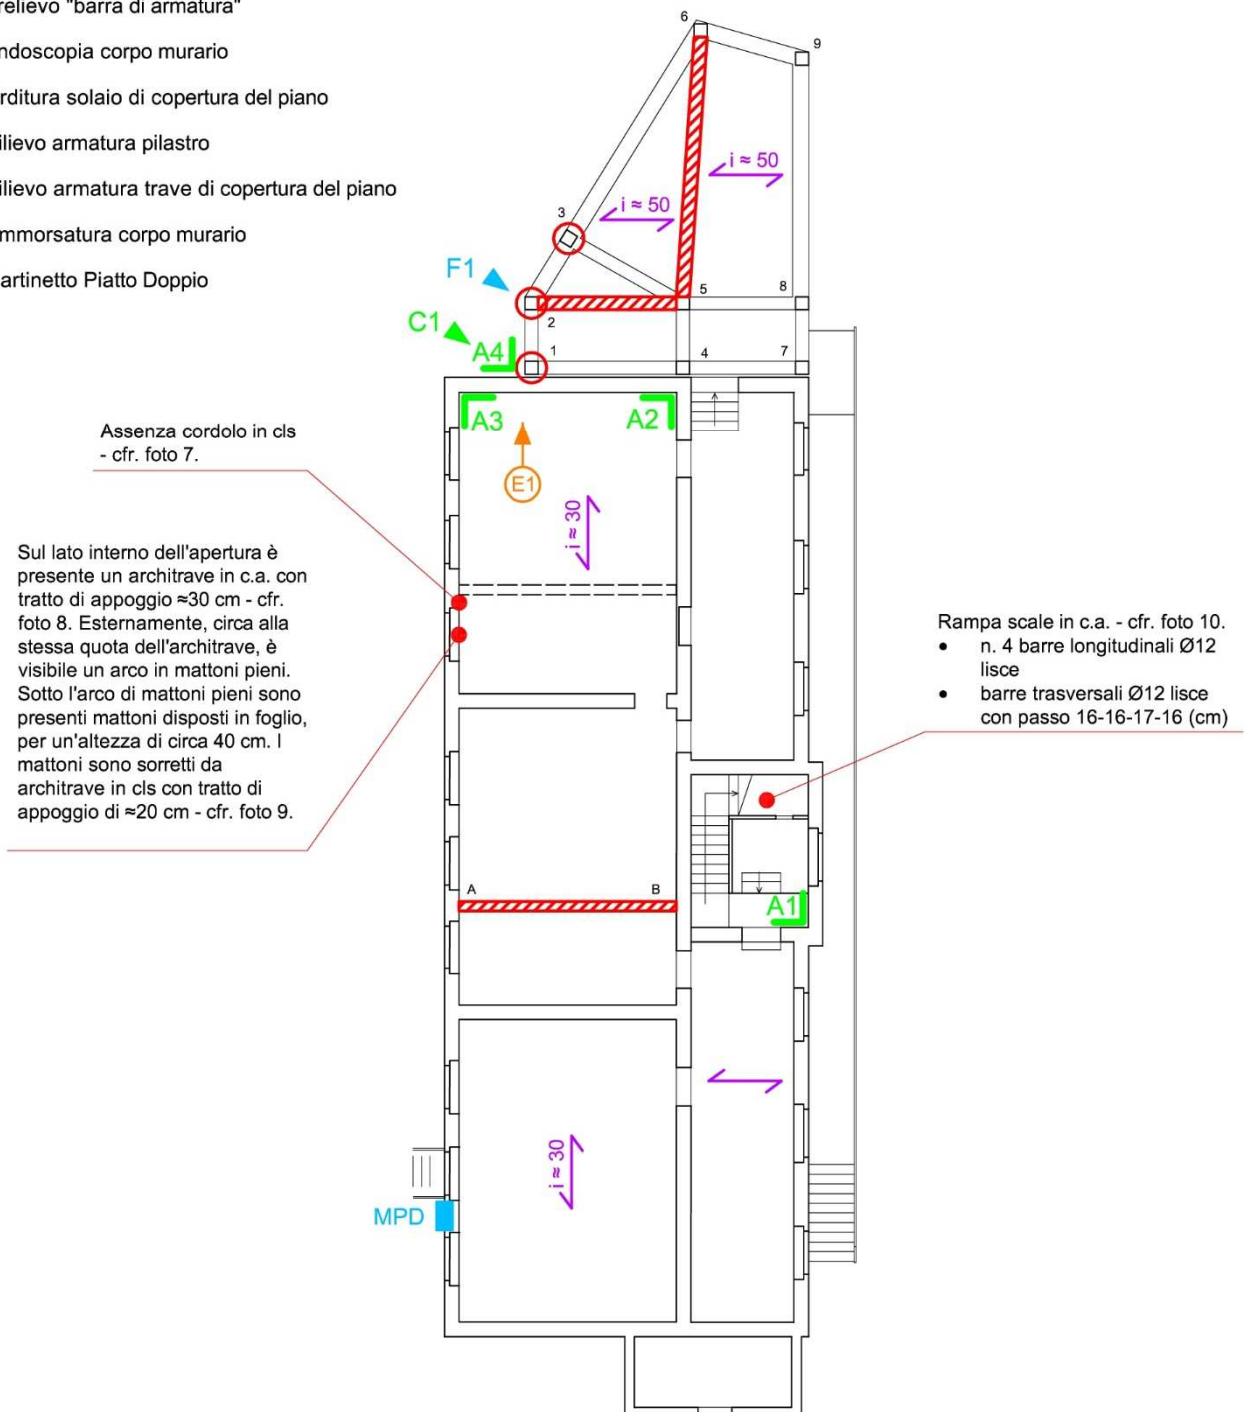 relievo "barra di armatura"
ndoscopia corpo murario
rditura solaio di copertura del piano
ilievo armatura pilastro
ilievo armatura trave di copertura del piano
mmorsatura corpo murario
artinetto Piatto Doppio
6
9
i ≈ 50
i ≈ 50
3
F1
5
8
2
C1
A4
1
4
7
A3
A2
Assenza cordolo in cls
- cfr. foto 7.
E1
i ≈ 30
Sul lato interno dell'apertura è
presente un architrave in c.a. con
tratto di appoggio ≈30 cm - cfr.
foto 8. Esternamente, circa alla
stessa quota dell'architrave, è
visibile un arco in mattoni pieni.
Sotto l'arco di mattoni pieni sono
presenti mattoni disposti in foglio,
per un'altezza di circa 40 cm. I
mattoni sono sorretti da
architrave in cls con tratto di
appoggio di ≈20 cm - cfr. foto 9.
Rampa scale in c.a. - cfr. foto 10.
• n. 4 barre longitudinali Ø12
lisce
• barre trasversali Ø12 lisce
con passo 16-16-17-16 (cm)
A
B
A1
i ≈ 30
MPD